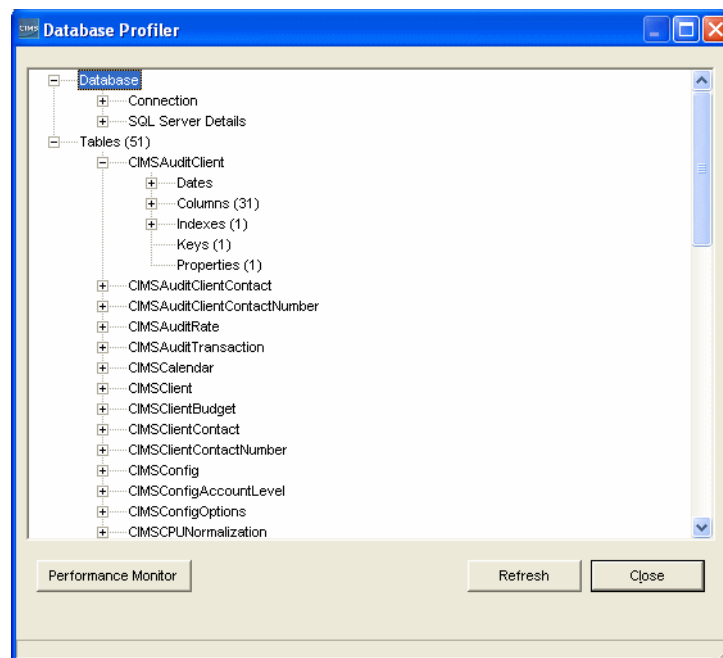 CIMS Database Profiler
Database
Connection
SQL Server Details
Tables (51)
CIMSAuditClient
Dates
Columns (31)
Indexes (1)
Keys (1)
Properties (1)
CIMSAuditClientContact
CIMSAuditClientContactNumber
CIMSAuditRate
CIMSAuditTransaction
CIMSCalendar
CIMSClient
CIMSClientBudget
CIMSClientContact
CIMSClientContactNumber
CIMSConfig
CIMSConfigAccountLevel
CIMSConfigOptions
CIMSCPUNormalization
Performance Monitor Refresh Close